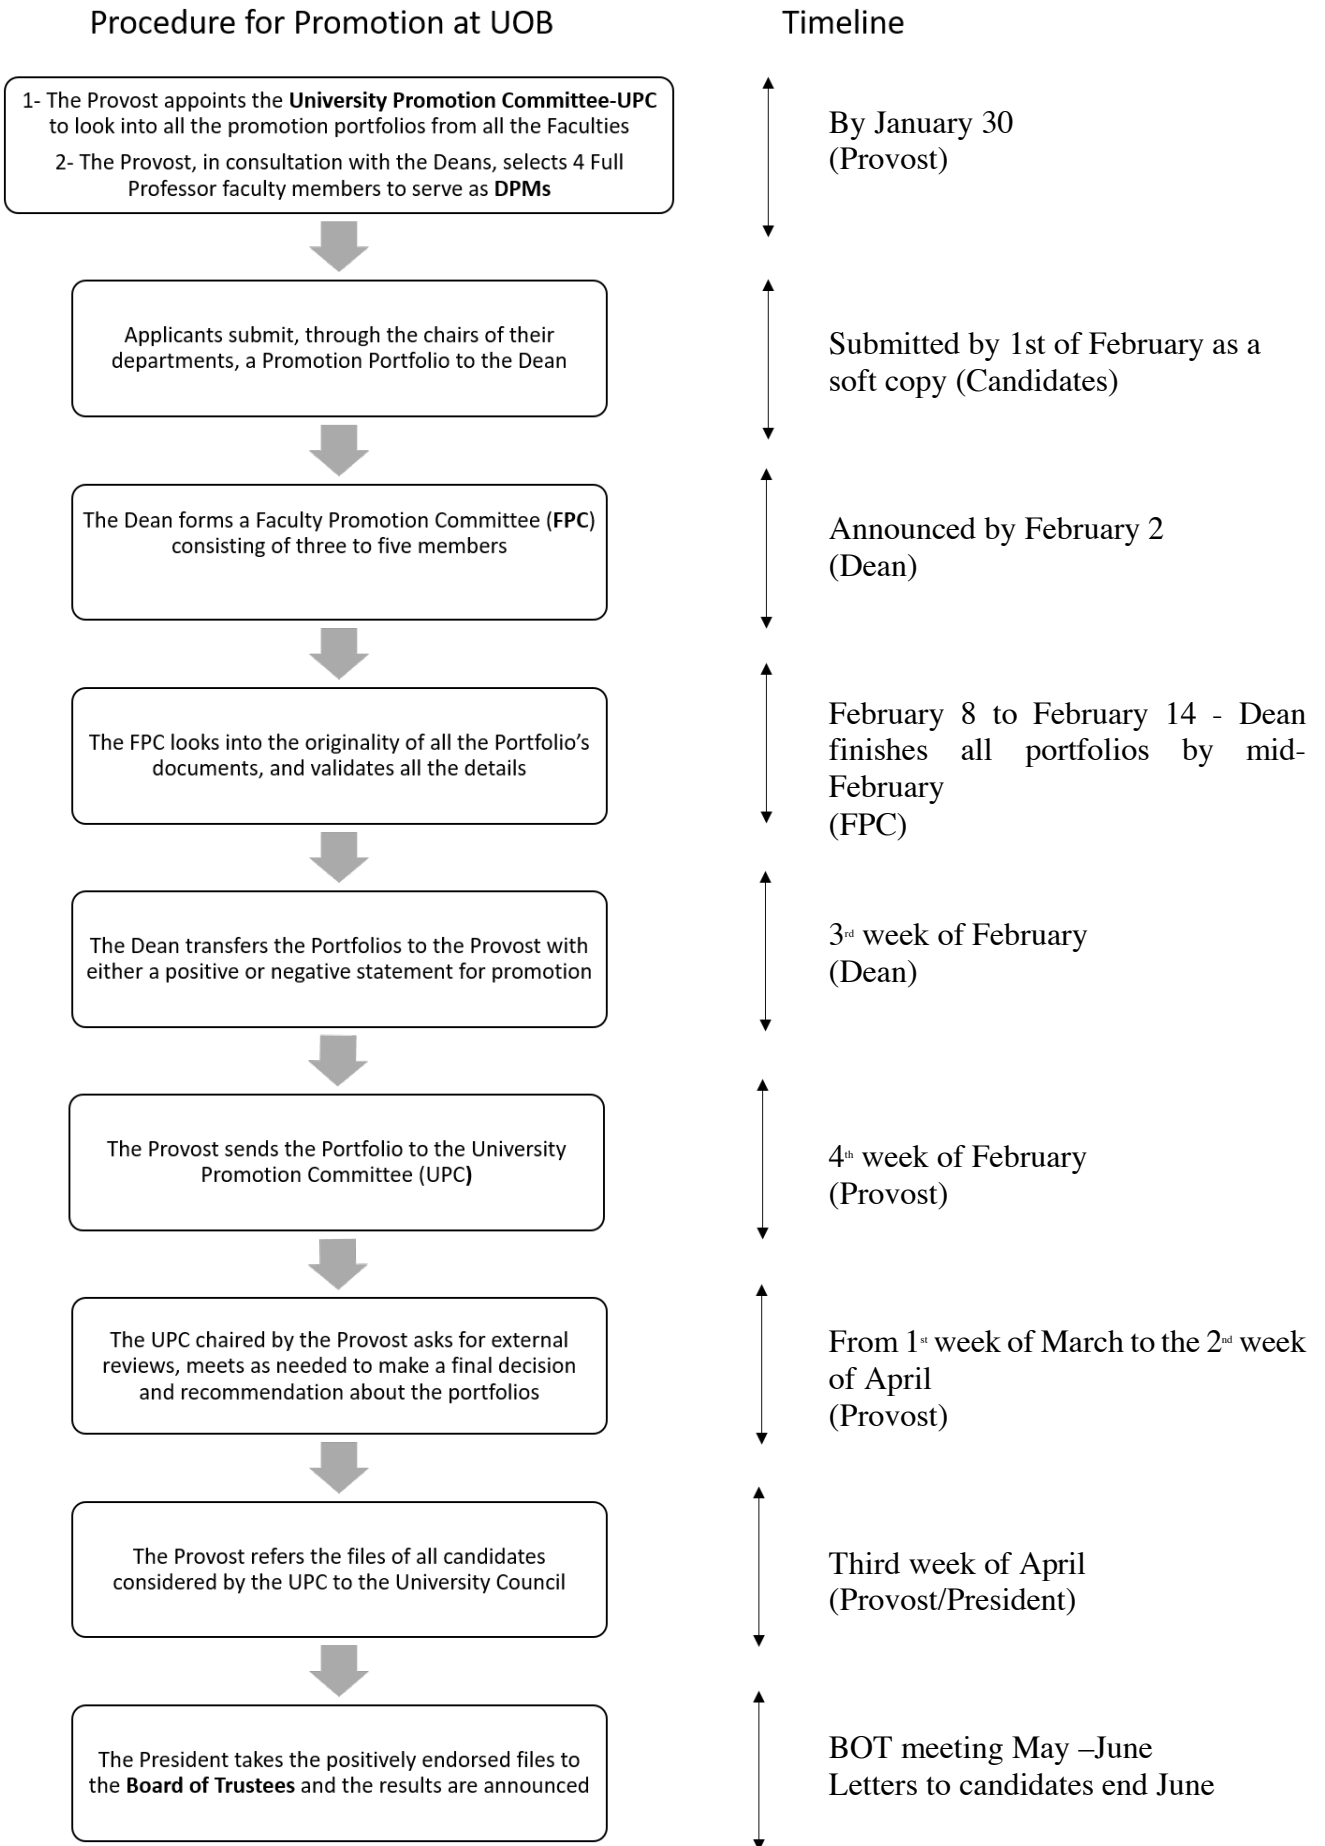 Procedure for Promotion at UOB
Timeline
1- The Provost appoints the University Promotion Committee-UPC
to look into all the promotion portfolios from all the Faculties
2- The Provost, in consultation with the Deans, selects 4 Full
Professor faculty members to serve as DPMs
By January 30
(Provost)
Applicants submit, through the chairs of their
departments, a Promotion Portfolio to the Dean
Submitted by 1st of February as a
soft copy (Candidates)
The Dean forms a Faculty Promotion Committee (FPC)
consisting of three to five members
Announced by February 2
(Dean)
The FPC looks into the originality of all the Portfolio’s
documents, and validates all the details
February 8 to February 14 - Dean
finishes all portfolios by mid-
February
(FPC)
The Dean transfers the Portfolios to the Provost with
either a positive or negative statement for promotion
3rd week of February
(Dean)
The Provost sends the Portfolio to the University
Promotion Committee (UPC)
4th week of February
(Provost)
The UPC chaired by the Provost asks for external
reviews, meets as needed to make a final decision
and recommendation about the portfolios
From 1st week of March to the 2nd week
of April
(Provost)
The Provost refers the files of all candidates
considered by the UPC to the University Council
Third week of April
(Provost/President)
The President takes the positively endorsed files to
the Board of Trustees and the results are announced
BOT meeting May –June
Letters to candidates end June